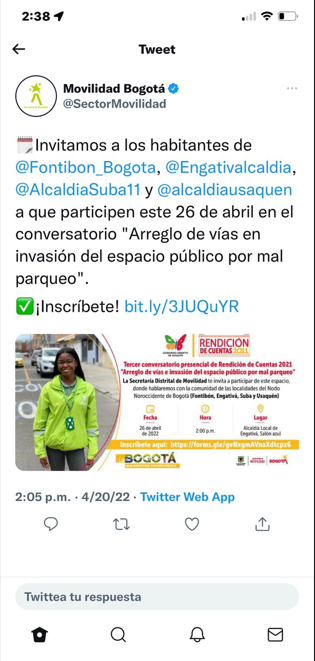 2:38
Tweet
Movilidad Bogotá
@SectorMovilidad
Invitamos a los habitantes de
@Fontibon_Bogota, @Engativalcaldia,
@AlcaldiaSuba11 y @alcaldiausaquen
a que participen este 26 de abril en el
conversatorio "Arreglo de vías en
invasión del espacio público por mal
parqueo".
¡Inscríbete! bit.ly/3JUQuYR
RENDICIÓN
DE CUENTAS 2021
Tercer conversatorio presencial de Rendición de Cuentas 2021
"Arreglo de vías e invasión del espacio público por mal parqueo"
La Secretaría Distrital de Movilidad te invita a participar de este espacio,
donde hablaremos con la comunidad de las localidades del Nodo
Noroccidente de Bogotá (Fontibón, Engativá, Suba y Usaquén)
Fecha
26 de abril
de 2022
Hora
2:00 p.m.
Lugar
Alcaldía Local de
Engativá, Salón azul
Inscríbete aquí:
BOGOTÁ
2:05 p.m. · 4/20/22 · Twitter Web App
Twittea tu respuesta